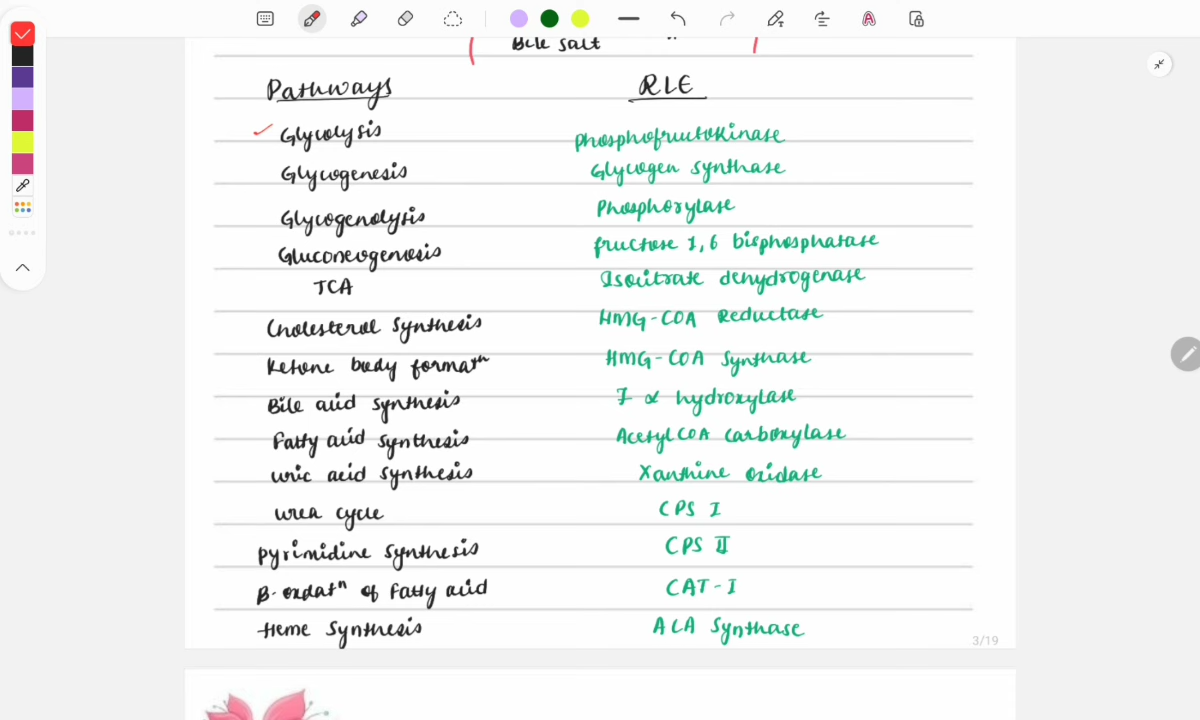 Bile salt "
Pathways RLE
Glycolysis Phosphofructokinase
Glycogenesis Glycogen synthase
Glycogenolysis Phosphorylase
Gluconeogenesis fructose 1,6 bisphosphatase
TCA Isocitrate dehydrogenase
Cholesterol synthesis HMG-COA Reductase
Ketone body formatⁿ HMG-COA Synthase
Bile acid synthesis 7 α hydroxylase
Fatty acid synthesis Acetyl COA carboxylase
uric acid synthesis Xanthine oxidase
urea cycle CPS I
pyrimidine synthesis CPS II
β-oxdatⁿ of fatty acid CAT-I
Heme synthesis ALA synthase
3/19